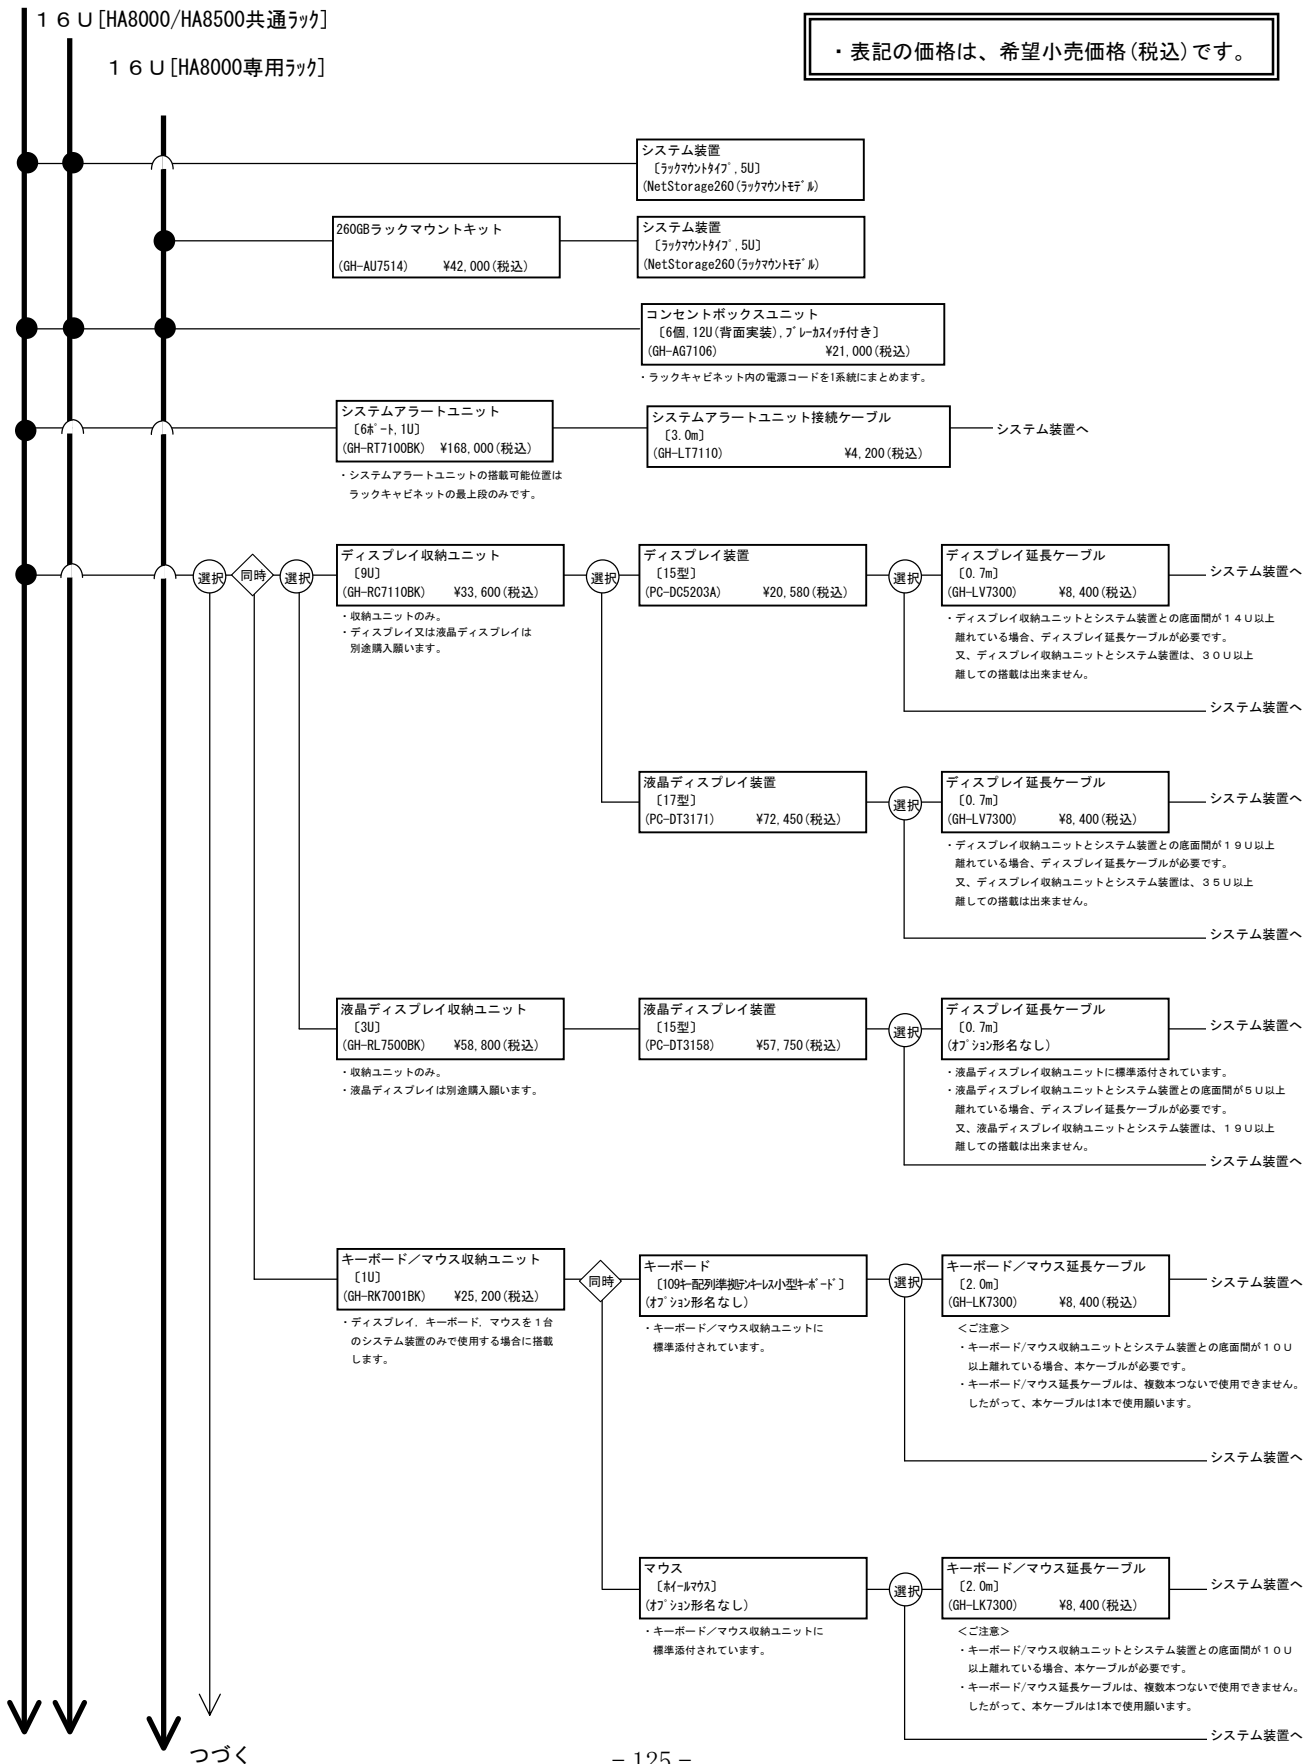 １６Ｕ[HA8000/HA8500共通ﾗｯｸ]
１６Ｕ[HA8000専用ﾗｯｸ]
・表記の価格は、希望小売価格(税込)です。
システム装置
〔ﾗｯｸﾏｳﾝﾄﾀｲﾌﾟ,5U〕
(NetStorage260(ﾗｯｸﾏｳﾝﾄﾓﾃﾞﾙ)
260GBラックマウントキット
(GH-AU7514) ¥42,000(税込)
システム装置
〔ﾗｯｸﾏｳﾝﾄﾀｲﾌﾟ,5U〕
(NetStorage260(ﾗｯｸﾏｳﾝﾄﾓﾃﾞﾙ)
コンセントボックスユニット
〔6個,12U(背面実装),ﾌﾞﾚｰｶｽｲｯﾁ付き〕
(GH-AG7106) ¥21,000(税込)
・ラックキャビネット内の電源コードを1系統にまとめます。
システムアラートユニット
〔6ﾎﾟｰﾄ,1U〕
(GH-RT7100BK) ¥168,000(税込)
・システムアラートユニットの搭載可能位置は
ラックキャビネットの最上段のみです。
システムアラートユニット接続ケーブル
〔3.0m〕
(GH-LT7110) ¥4,200(税込)
システム装置へ
選択
同時
選択
ディスプレイ収納ユニット
〔9U〕
(GH-RC7110BK) ¥33,600(税込)
・収納ユニットのみ。
・ディスプレイ又は液晶ディスプレイは
別途購入願います。
選択
ディスプレイ装置
〔15型〕
(PC-DC5203A) ¥20,580(税込)
選択
ディスプレイ延長ケーブル
〔0.7m〕
(GH-LV7300) ¥8,400(税込)
システム装置へ
・ディスプレイ収納ユニットとシステム装置との底面間が１４Ｕ以上
離れている場合、ディスプレイ延長ケーブルが必要です。
又、ディスプレイ収納ユニットとシステム装置は、３０Ｕ以上
離しての搭載は出来ません。
システム装置へ
液晶ディスプレイ装置
〔17型〕
(PC-DT3171) ¥72,450(税込)
選択
ディスプレイ延長ケーブル
〔0.7m〕
(GH-LV7300) ¥8,400(税込)
システム装置へ
・ディスプレイ収納ユニットとシステム装置との底面間が１９Ｕ以上
離れている場合、ディスプレイ延長ケーブルが必要です。
又、ディスプレイ収納ユニットとシステム装置は、３５Ｕ以上
離しての搭載は出来ません。
システム装置へ
液晶ディスプレイ収納ユニット
〔3U〕
(GH-RL7500BK) ¥58,800(税込)
・収納ユニットのみ。
・液晶ディスプレイは別途購入願います。
液晶ディスプレイ装置
〔15型〕
(PC-DT3158) ¥57,750(税込)
選択
ディスプレイ延長ケーブル
〔0.7m〕
(ｵﾌﾟｼｮﾝ形名なし)
システム装置へ
・液晶ディスプレイ収納ユニットに標準添付されています。
・液晶ディスプレイ収納ユニットとシステム装置との底面間が５Ｕ以上
離れている場合、ディスプレイ延長ケーブルが必要です。
又、液晶ディスプレイ収納ユニットとシステム装置は、１９Ｕ以上
離しての搭載は出来ません。
システム装置へ
キーボード／マウス収納ユニット
〔1U〕
(GH-RK7001BK) ¥25,200(税込)
・ディスプレイ、キーボード、マウスを１台
のシステム装置のみで使用する場合に搭載
します。
同時
キーボード
〔109ｷｰ配列準拠ﾃﾝｷｰﾚｽ小型ｷｰﾎﾞｰﾄﾞ〕
(ｵﾌﾟｼｮﾝ形名なし)
・キーボード／マウス収納ユニットに
標準添付されています。
選択
キーボード／マウス延長ケーブル
〔2.0m〕
(GH-LK7300) ¥8,400(税込)
システム装置へ
＜ご注意＞
・キーボード/マウス収納ユニットとシステム装置との底面間が１０Ｕ
以上離れている場合、本ケーブルが必要です。
・キーボード/マウス延長ケーブルは、複数本つないで使用できません。
したがって、本ケーブルは1本で使用願います。
システム装置へ
マウス
〔ﾎｲｰﾙﾏｳｽ〕
(ｵﾌﾟｼｮﾝ形名なし)
・キーボード／マウス収納ユニットに
標準添付されています。
選択
キーボード／マウス延長ケーブル
〔2.0m〕
(GH-LK7300) ¥8,400(税込)
システム装置へ
＜ご注意＞
・キーボード/マウス収納ユニットとシステム装置との底面間が１０Ｕ
以上離れている場合、本ケーブルが必要です。
・キーボード/マウス延長ケーブルは、複数本つないで使用できません。
したがって、本ケーブルは1本で使用願います。
システム装置へ
つづく
- 125 -